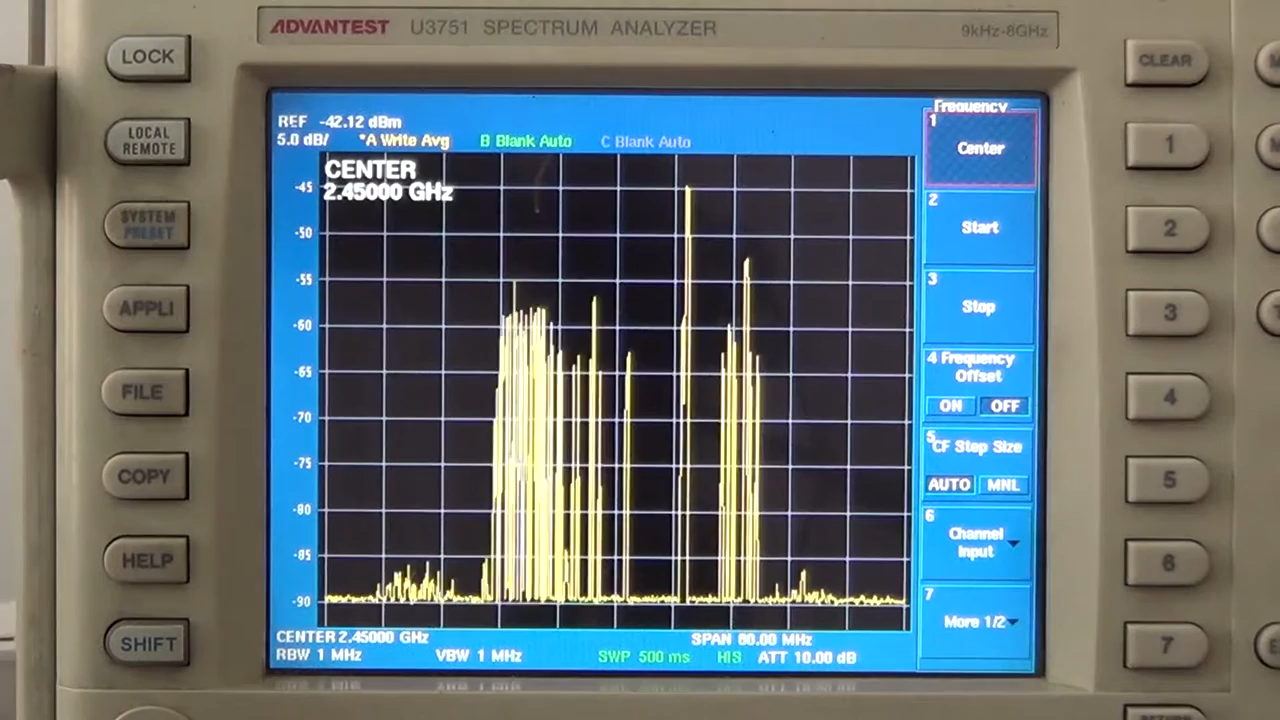 ADVANTEST U3751 SPECTRUM ANALYZER 9kHz-8GHz
LOCK
LOCAL
REMOTE
SYSTEM
PRESET
APPLI
FILE
COPY
HELP
SHIFT
REF -42.12 dBm
5.0 dB/ *A Write Avg B Blank Auto C Blank Auto
CENTER
2.45000 GHz
-45
-50
-55
-60
-65
-70
-75
-80
-85
-90
CENTER 2.45000 GHz SPAN 80.00 MHz
RBW 1 MHz VBW 1 MHz SWP 500 ms HIS ATT 10.00 dB
Frequency
1
Center
2
Start
3
Stop
4 Frequency
Offset
ON OFF
5 CF Step Size
AUTO MNL
6
Channel
Input
7
More 1/2
CLEAR
1
2
3
4
5
6
7